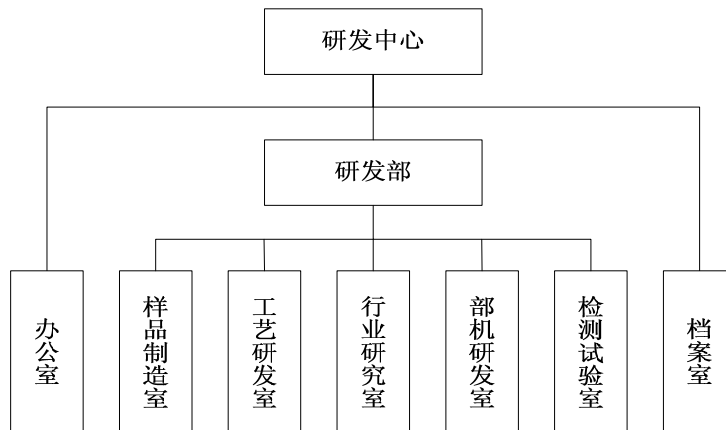 研发中心
研发部
办公室
样品制造室
工艺研发室
行业研究室
部机研发室
检测试验室
档案室